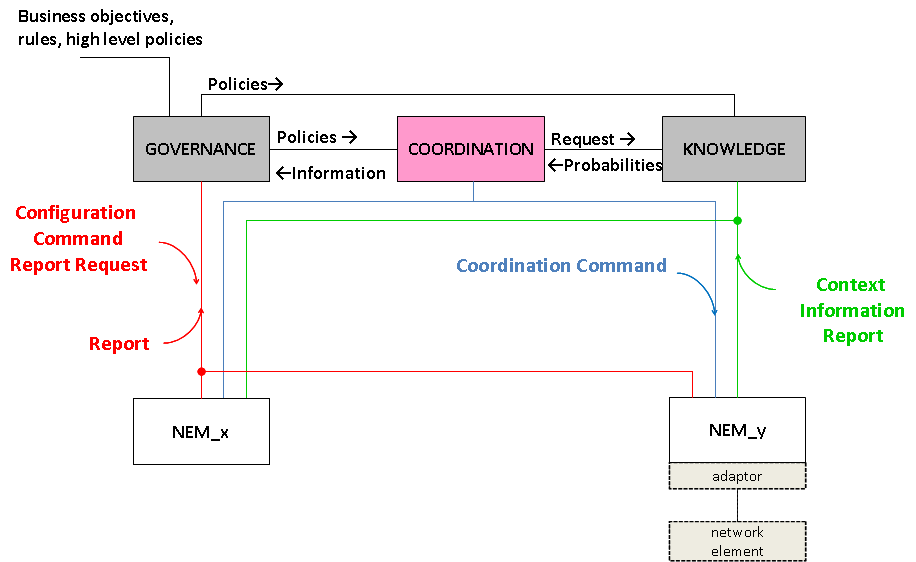 Business objectives,
rules, high level policies
Policies→
GOVERNANCE
Policies →
←Information
COORDINATION
Request →
←Probabilities
KNOWLEDGE
Configuration
Command
Report Request
Coordination Command
Context
Information
Report
Report
NEM_x
NEM_y
adaptor
network
element